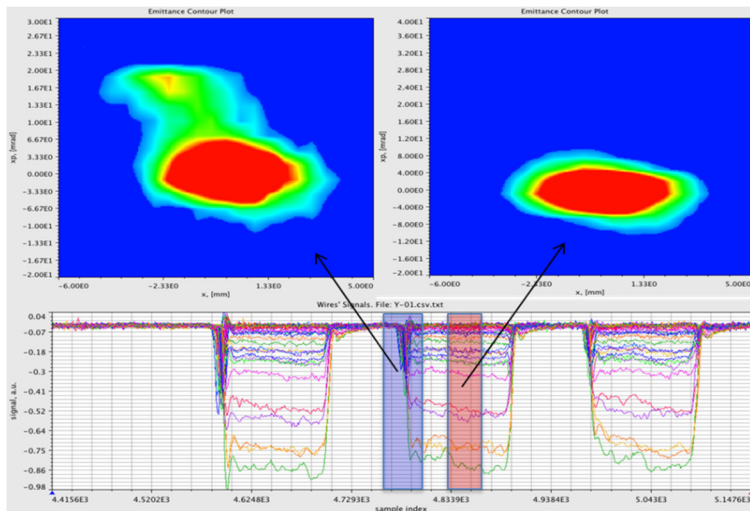 Emittance Contour Plot
3.00E1
2.67E1
2.33E1
2.00E1
1.67E1
1.33E1
1.00E1
6.67E0
3.33E0
0.00E0
-3.33E0
-6.67E0
-1.00E1
-1.33E1
-1.67E1
-2.00E1
xp, [mrad]
-6.00E0
-2.33E0
1.33E0
5.00E0
x, [mm]
Emittance Contour Plot
4.00E1
3.60E1
3.20E1
2.80E1
2.40E1
2.00E1
1.60E1
1.20E1
8.00E0
4.00E0
0.00E0
-4.00E0
-8.00E0
-1.20E1
-1.60E1
-2.00E1
xp, [mrad]
-6.00E0
-2.33E0
1.33E0
5.00E0
x, [mm]
Wires' Signals. File: Y-01.csv.txt
0.04
-0.07
-0.18
-0.3
-0.41
-0.52
-0.64
-0.75
-0.86
-0.98
signal, a.u.
4.4156E3
4.5202E3
4.6248E3
4.7293E3
4.8339E3
4.9384E3
5.043E3
5.1476E3
sample index